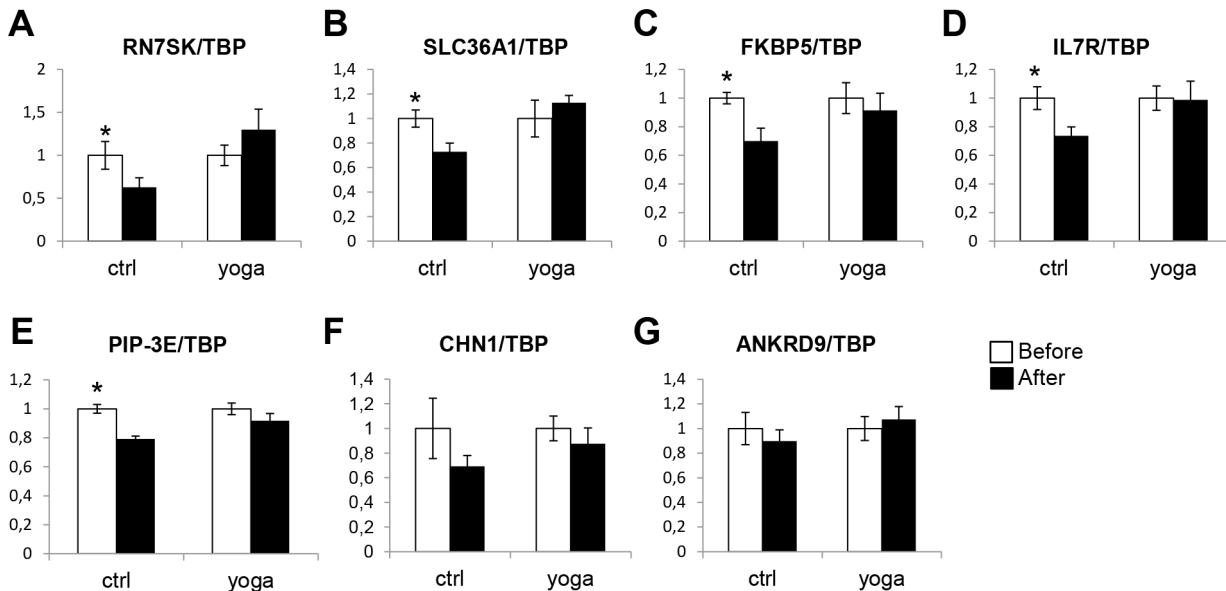 A
RN7SK/TBP
2
1,5
*
1
0,5
0
ctrl yoga
B
SLC36A1/TBP
1,4
1,2
*
1
0,8
0,6
0,4
0,2
0
ctrl yoga
C
FKBP5/TBP
1,2
*
1
0,8
0,6
0,4
0,2
0
ctrl yoga
D
IL7R/TBP
1,2
*
1
0,8
0,6
0,4
0,2
0
ctrl yoga
E
PIP-3E/TBP
1,2
*
1
0,8
0,6
0,4
0,2
0
ctrl yoga
F
CHN1/TBP
1,4
1,2
1
0,8
0,6
0,4
0,2
0
ctrl yoga
G
ANKRD9/TBP
1,4
1,2
1
0,8
0,6
0,4
0,2
0
ctrl yoga
Before
After